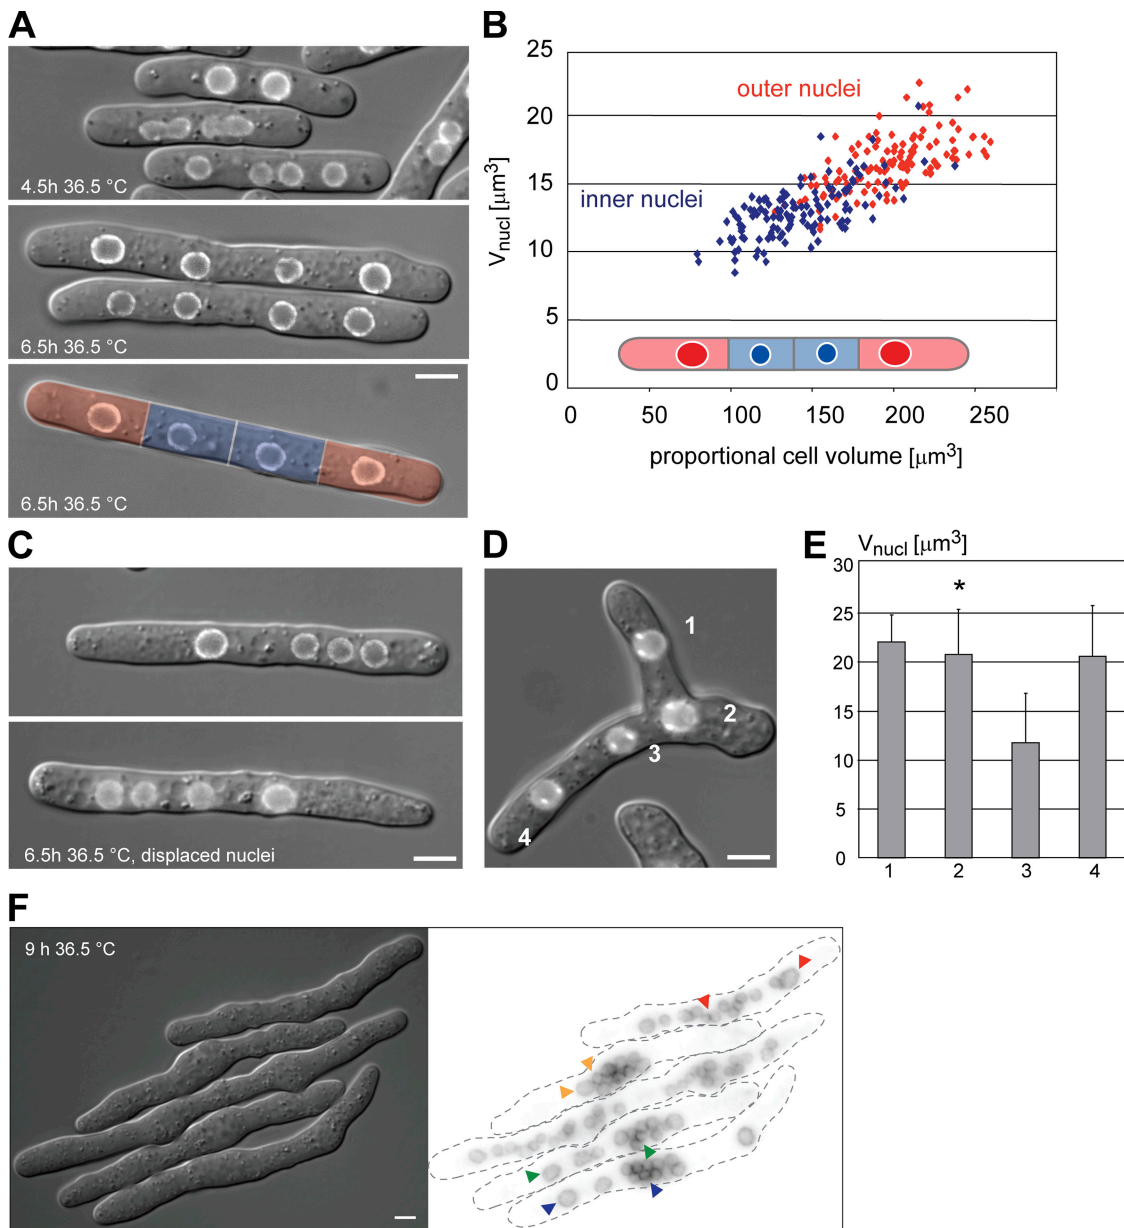 A
4.5h 36.5 °C
6.5h 36.5 °C
6.5h 36.5 °C
B
V_nucl [μm³]
25
20
15
10
5
0
outer nuclei
inner nuclei
0 50 100 150 200 250
proportional cell volume [μm³]
C
6.5h 36.5 °C, displaced nuclei
D
1
2
3
4
E
V_nucl [μm³]
30
25
20
15
10
5
0
*
1 2 3 4
F
9 h 36.5 °C